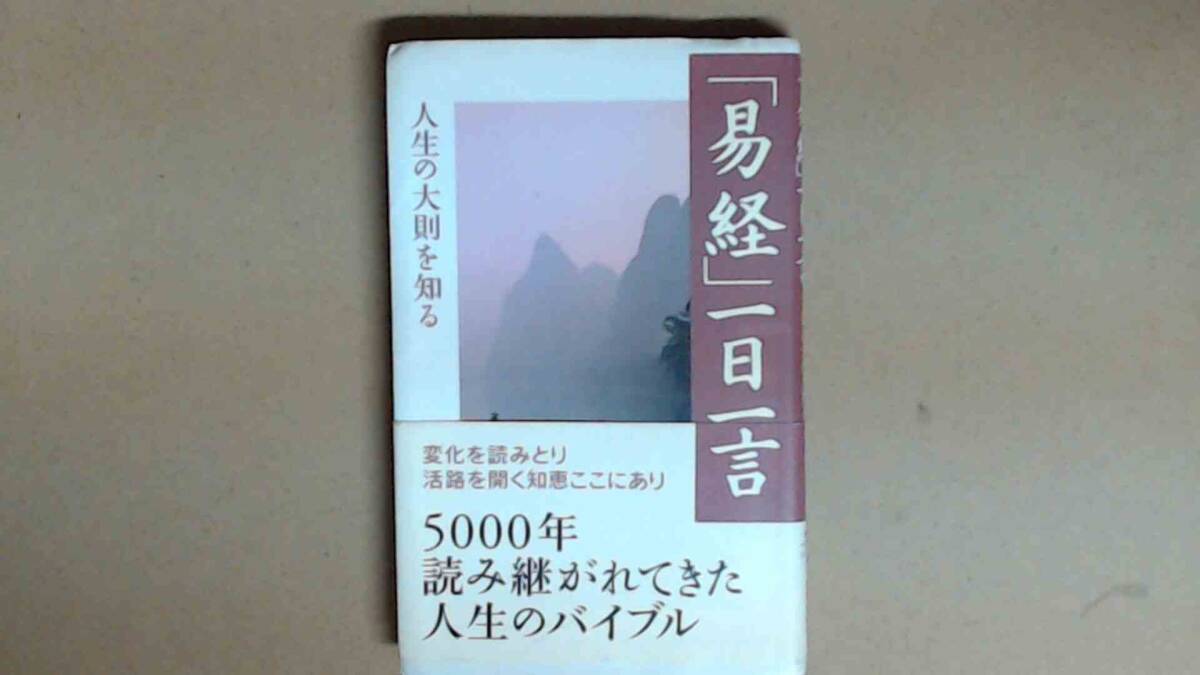 「易経」一日一言
人生の大則を知る
変化を読みとり
活路を開く知恵ここにあり
5000年
読み継がれてきた
人生のバイブル